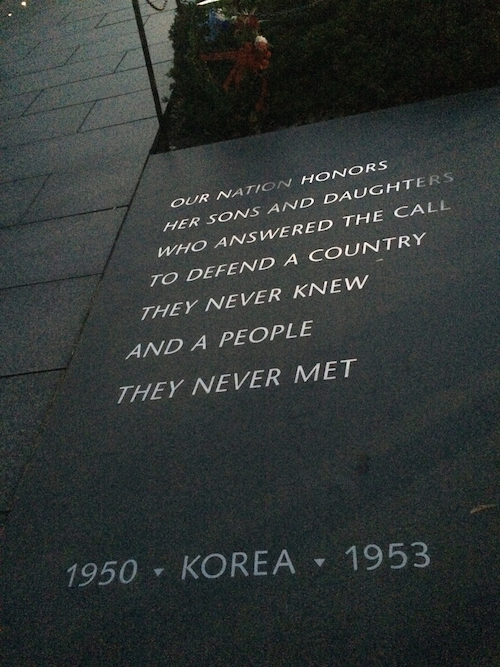 OUR NATION HONORS
HER SONS AND DAUGHTERS
WHO ANSWERED THE CALL
TO DEFEND A COUNTRY
THEY NEVER KNEW
AND A PEOPLE
THEY NEVER MET
1950 ▾ KOREA ▾ 1953